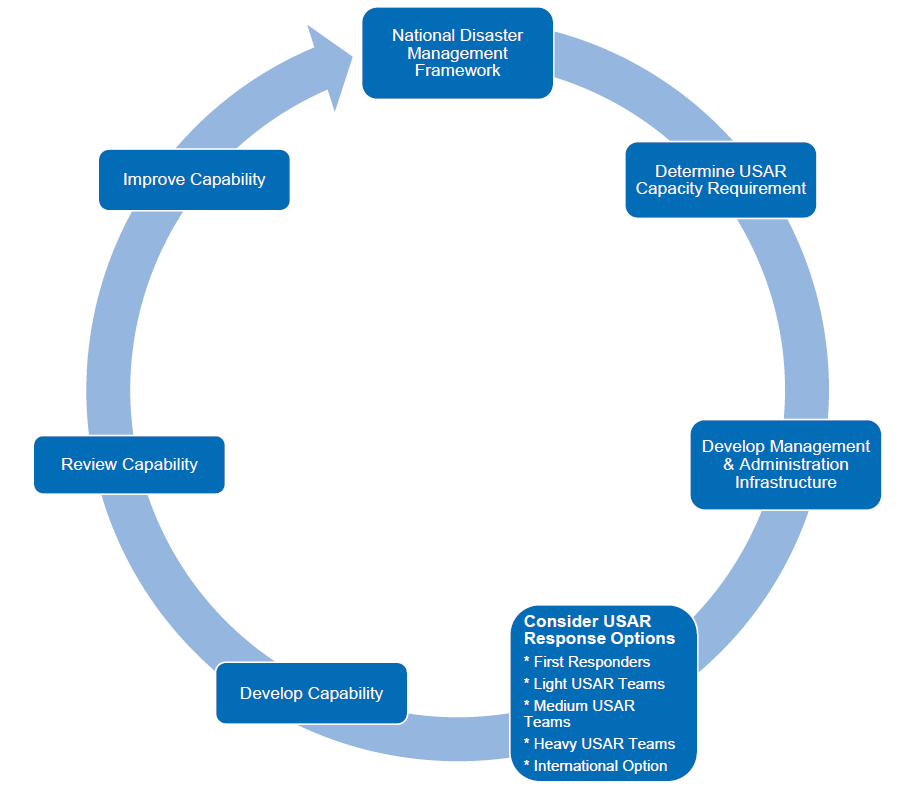 National Disaster
Management
Framework
Determine USAR
Capacity Requirement
Develop Management
& Administration
Infrastructure
Consider USAR
Response Options
* First Responders
* Light USAR Teams
* Medium USAR
Teams
* Heavy USAR Teams
* International Option
Develop Capability
Review Capability
Improve Capability